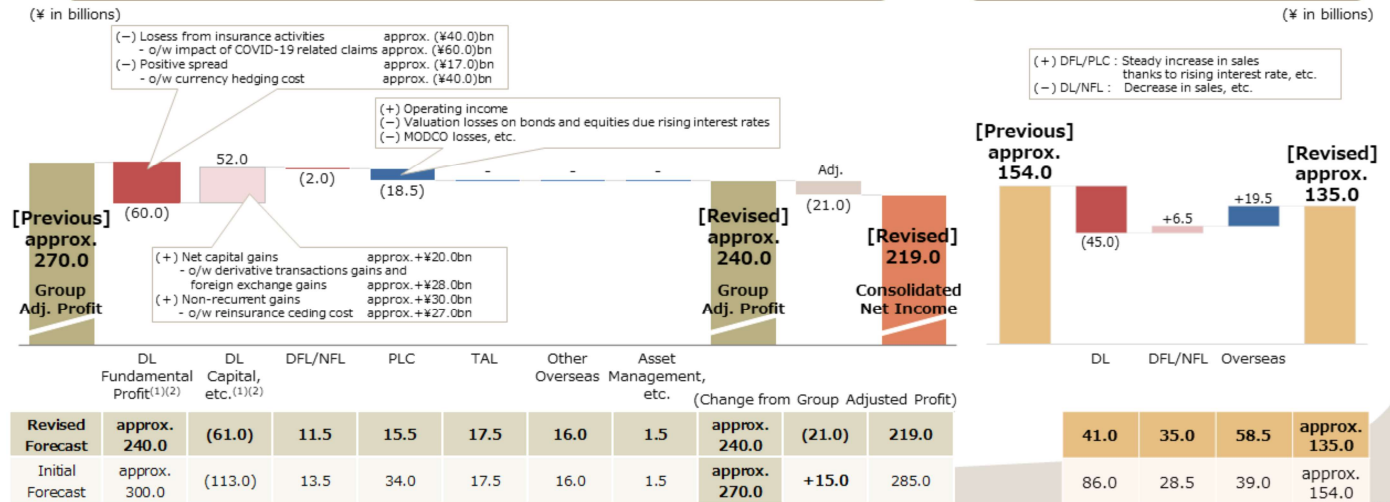 (¥ in billions)
(−) Losess from insurance activities approx. (¥40.0)bn
- o/w impact of COVID-19 related claims approx. (¥60.0)bn
(−) Positive spread approx. (¥17.0)bn
- o/w currency hedging cost approx. (¥40.0)bn
(+) Operating income
(−) Valuation losses on bonds and equities due rising interest rates
(−) MODCO losses, etc.
[Previous]
approx.
270.0
Group
Adj. Profit
(60.0)
52.0
(2.0)
(18.5)
-
-
-
(+) Net capital gains approx.+¥20.0bn
- o/w derivative transactions gains and
foreign exchange gains approx.+¥28.0bn
(+) Non-recurrent gains approx.+¥30.0bn
- o/w reinsurance ceding cost approx.+¥27.0bn
[Revised]
approx.
240.0
Group
Adj. Profit
Adj.
(21.0)
[Revised]
219.0
Consolidated
Net Income
DL
Fundamental
Profit(1)(2)
DL
Capital,
etc.(1)(2)
DFL/NFL
PLC
TAL
Other
Overseas
Asset
Management,
etc.
(Change from Group Adjusted Profit)
Revised
Forecast
approx.
240.0
(61.0)
11.5
15.5
17.5
16.0
1.5
approx.
240.0
(21.0)
219.0
Initial
Forecast
approx.
300.0
(113.0)
13.5
34.0
17.5
16.0
1.5
approx.
270.0
+15.0
285.0
(¥ in billions)
(+) DFL/PLC : Steady increase in sales
thanks to rising interest rate, etc.
(−) DL/NFL : Decrease in sales, etc.
[Previous]
approx.
154.0
(45.0)
+6.5
+19.5
[Revised]
approx.
135.0
DL
DFL/NFL
Overseas
41.0
35.0
58.5
approx.
135.0
86.0
28.5
39.0
approx.
154.0